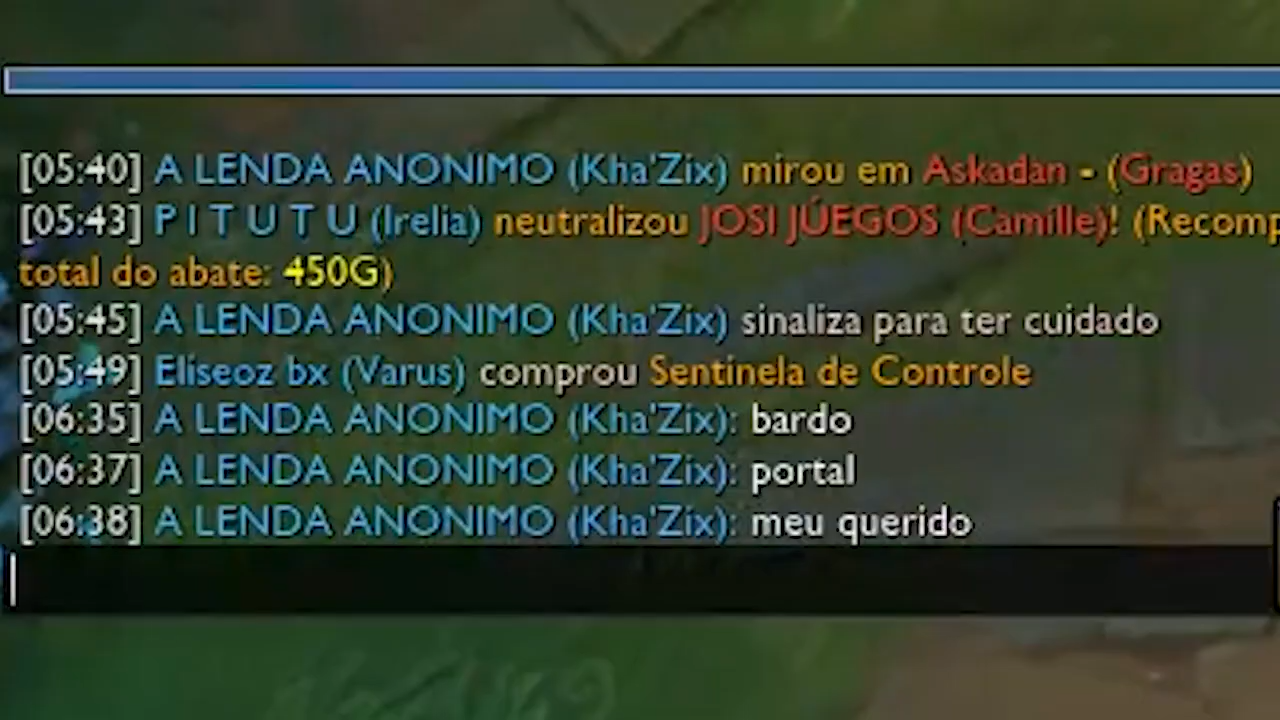 [05:40] A LENDA ANONIMO (Kha'Zix) mirou em Askadan - (Gragas)
[05:43] P I T U T U (Irelia) neutralizou JOSI JÚEGOS (Camille)! (Recomp
total do abate: 450G)
[05:45] A LENDA ANONIMO (Kha'Zix) sinaliza para ter cuidado
[05:49] Eliseoz bx (Varus) comprou Sentinela de Controle
[06:35] A LENDA ANONIMO (Kha'Zix): bardo
[06:37] A LENDA ANONIMO (Kha'Zix): portal
[06:38] A LENDA ANONIMO (Kha'Zix): meu querido